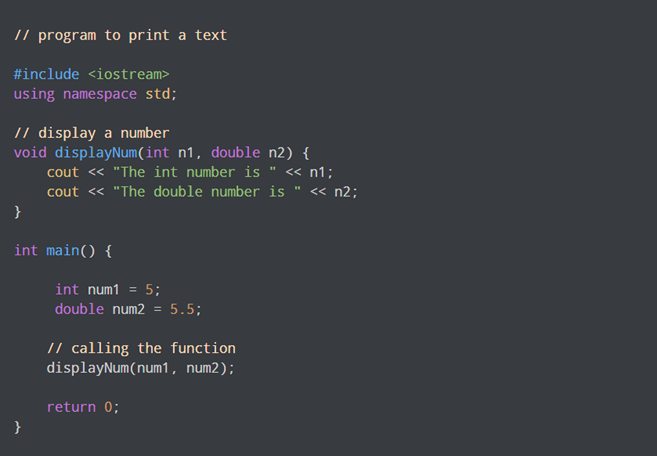 // program to print a text
#include <iostream>
using namespace std;
// display a number
void displayNum(int n1, double n2) {
    cout << "The int number is " << n1;
    cout << "The double number is " << n2;
}
int main() {
     int num1 = 5;
     double num2 = 5.5;
    // calling the function
    displayNum(num1, num2);
    return 0;
}